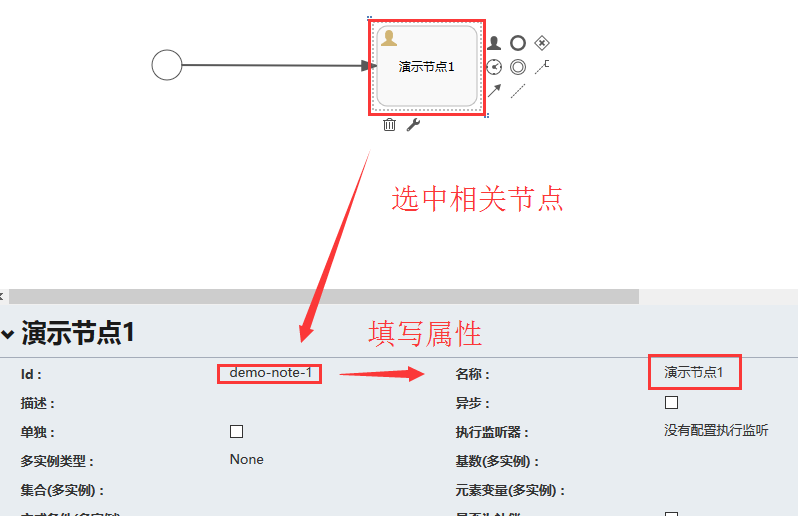 演示节点1
选中相关节点
演示节点1
填写属性
Id :
demo-note-1
名称 :
演示节点1
描述 :
异步 :
单独 :
执行监听器 :
没有配置执行监听
多实例类型 :
None
基数(多实例) :
集合(多实例) :
元素变量(多实例) :